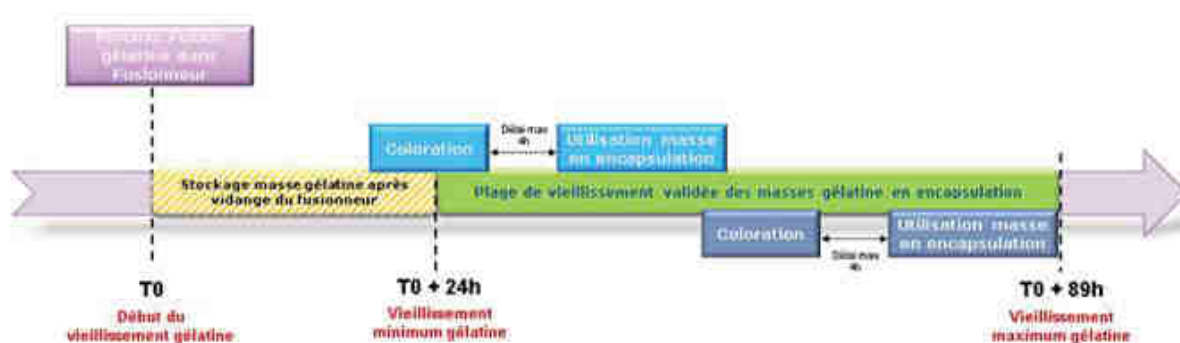 gélatine dans
Fusionneur
Coloration
Délai max
4h
Utilisation masse
en encapsulation
Stockage masse gélatine après
vidange du fusionneur
Plage de vieillissement validée des masses gélatine en encapsulation
Coloration
Délai max
4h
Utilisation masse
en encapsulation
T0
Début du
vieillissement gélatine
T0 + 24h
Vieillissement
minimum gélatine
T0 + 89h
Vieillissement
maximum gélatine